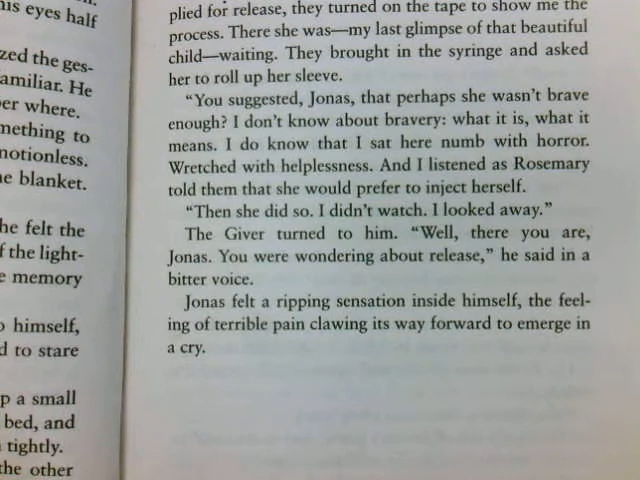 his eyes half
zed the ges-
amiliar. He
er where.
mething to
notionless.
e blanket.
he felt the
f the light-
e memory
o himself,
d to stare
p a small
bed, and
tightly.
the other
plied for release, they turned on the tape to show me the
process. There she was—my last glimpse of that beautiful
child—waiting. They brought in the syringe and asked
her to roll up her sleeve.
"You suggested, Jonas, that perhaps she wasn't brave
enough? I don't know about bravery: what it is, what it
means. I do know that I sat here numb with horror.
Wretched with helplessness. And I listened as Rosemary
told them that she would prefer to inject herself.
"Then she did so. I didn't watch. I looked away."
The Giver turned to him. "Well, there you are,
Jonas. You were wondering about release," he said in a
bitter voice.
Jonas felt a ripping sensation inside himself, the feel-
ing of terrible pain clawing its way forward to emerge in
a cry.